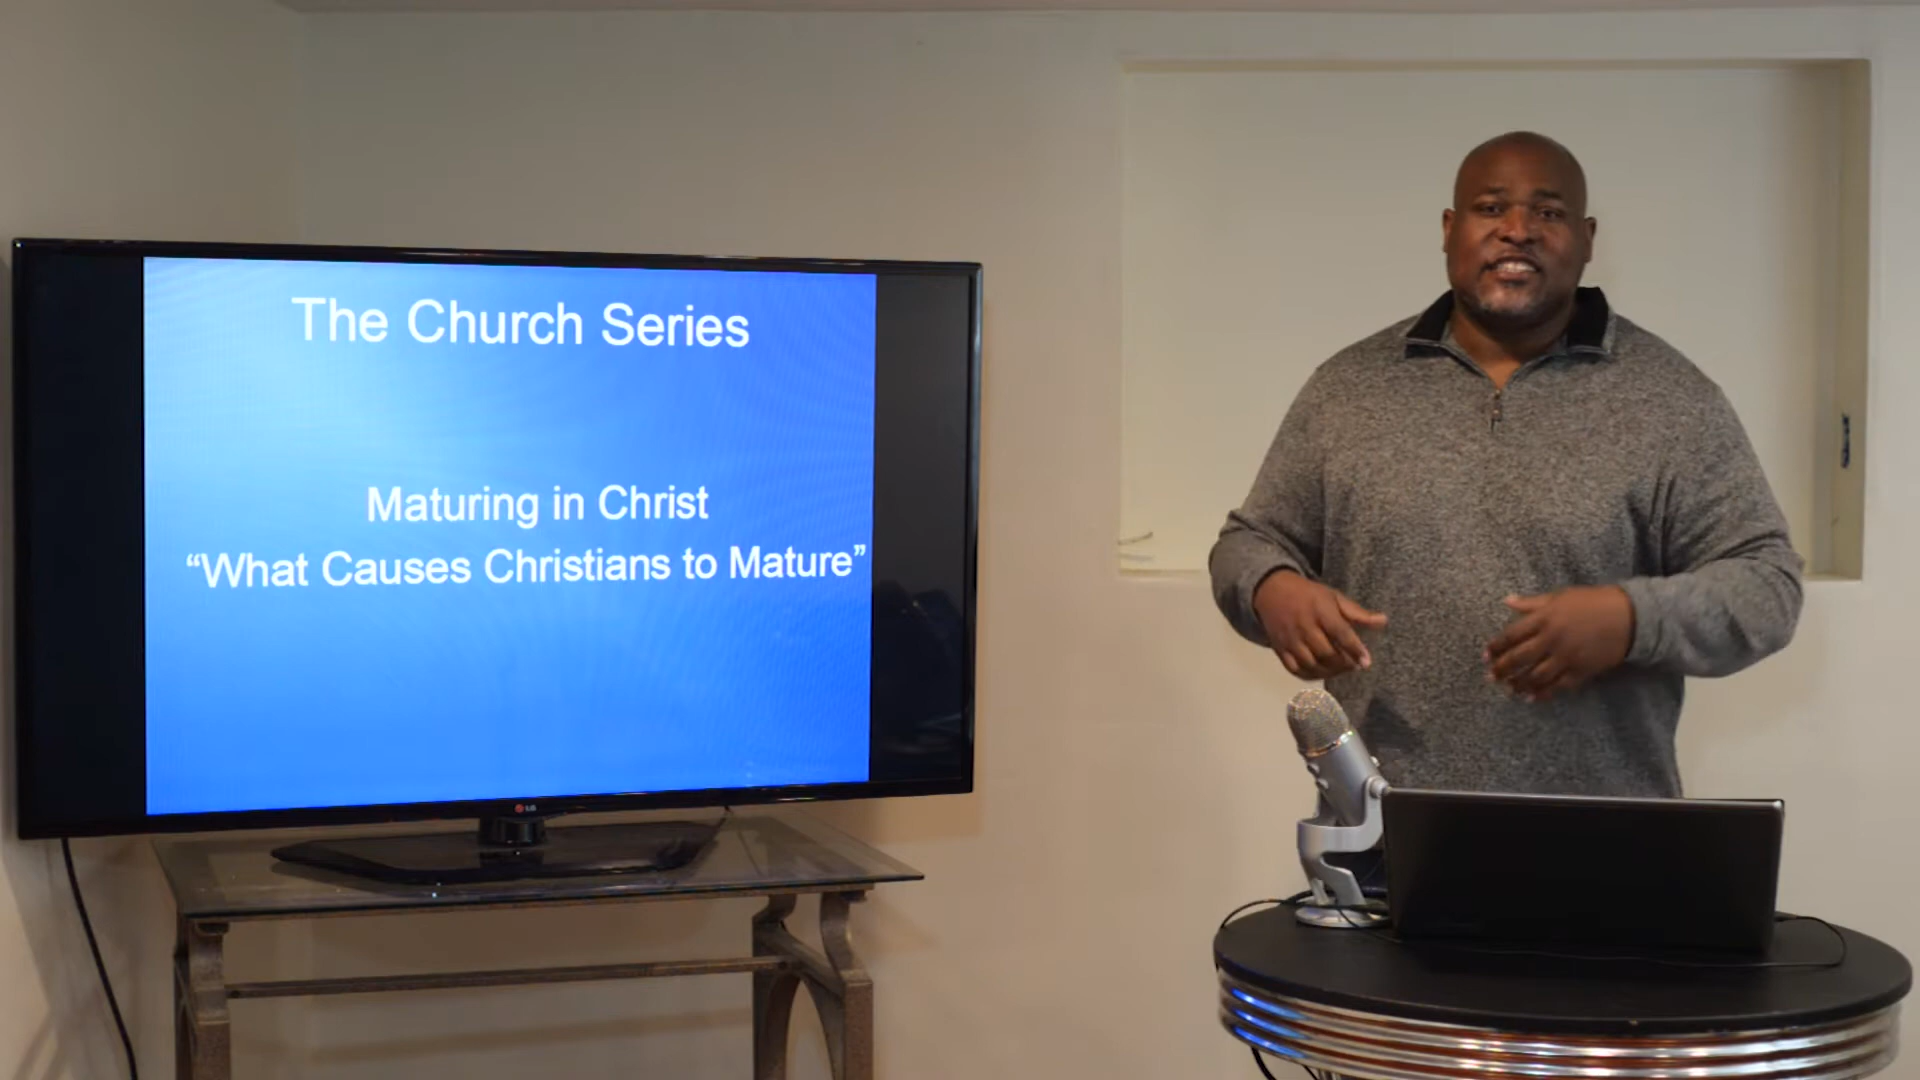 The Church Series
Maturing in Christ
“What Causes Christians to Mature”
LG